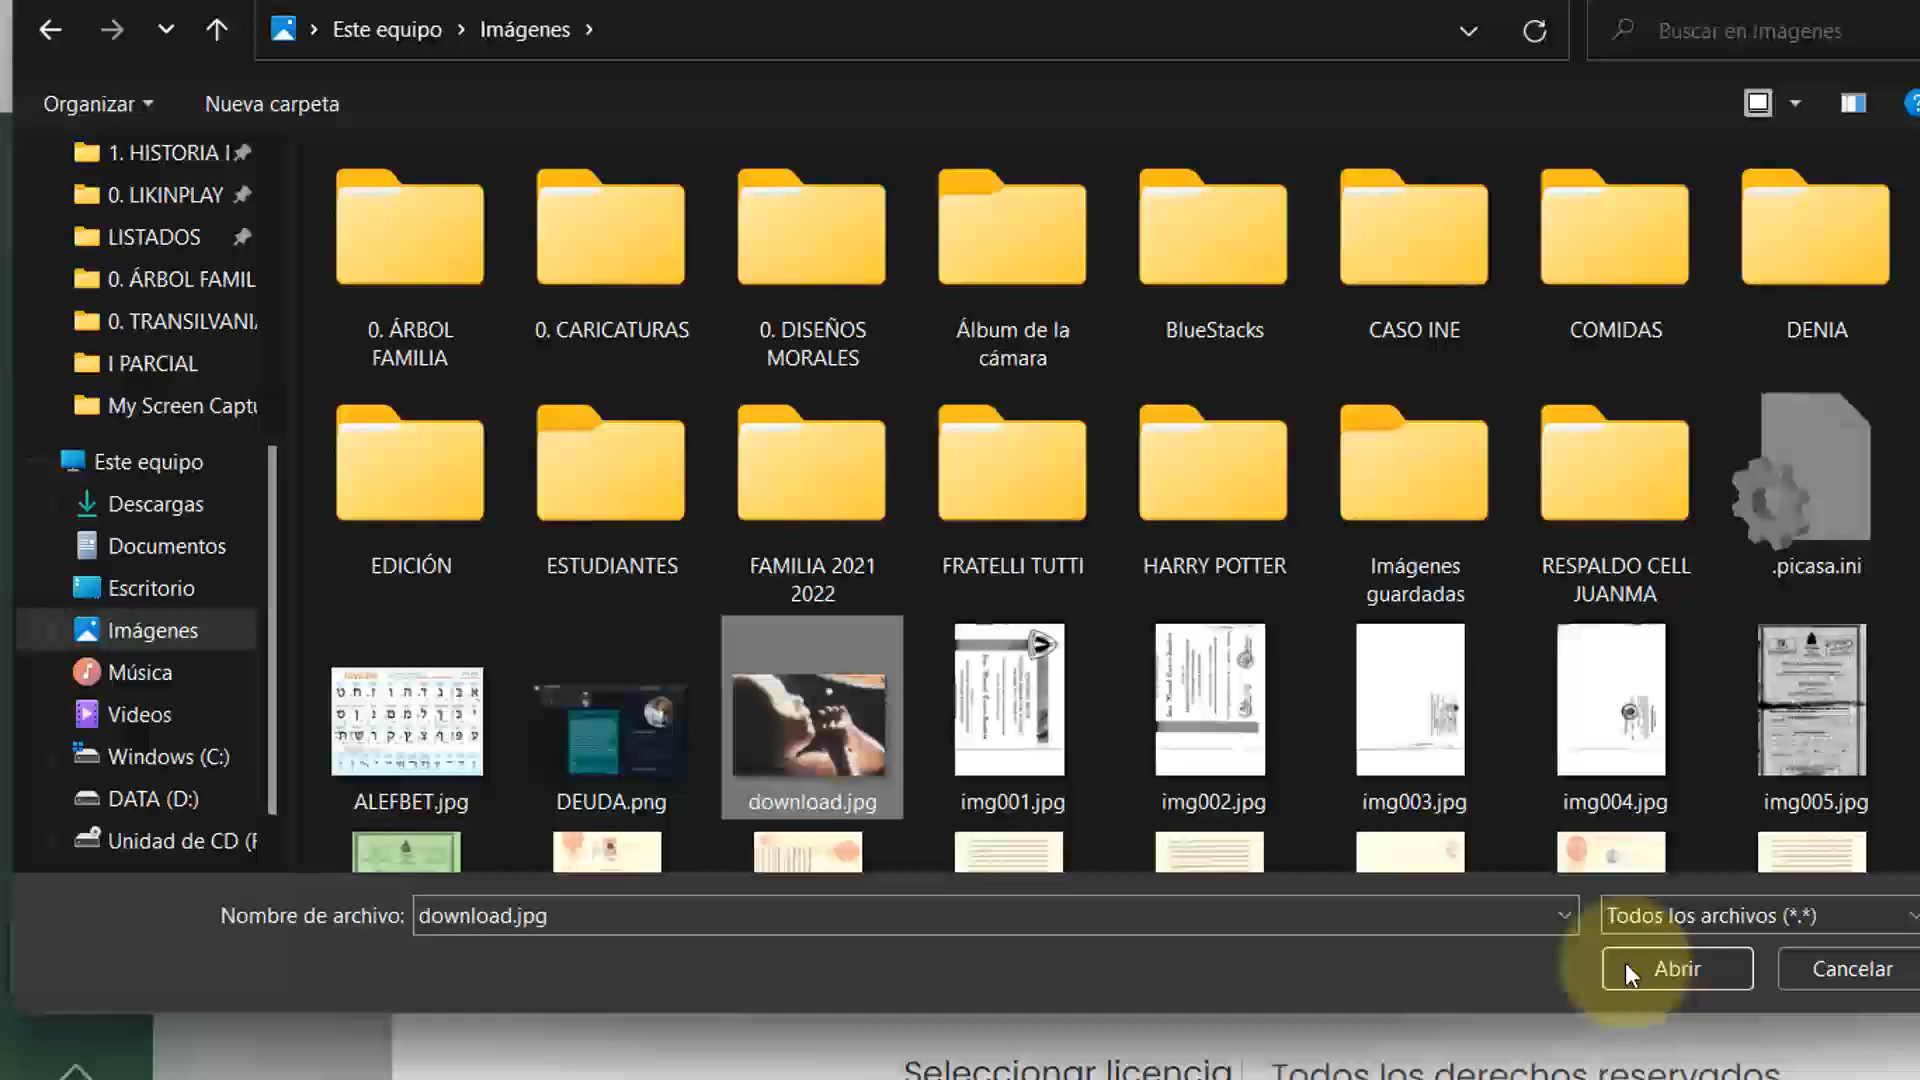 Este equipo > Imágenes >
Buscar en Imágenes
Organizar
Nueva carpeta
1. HISTORIA
0. LIKINPLAY
LISTADOS
0. ÁRBOL FAMIL
0. TRANSILVANI
I PARCIAL
My Screen Captu
Este equipo
Descargas
Documentos
Escritorio
Imágenes
Música
Videos
Windows (C:)
DATA (D:)
Unidad de CD (
0. ÁRBOL
FAMILIA
0. CARICATURAS
0. DISEÑOS
MORALES
Álbum de la
cámara
BlueStacks
CASO INE
COMIDAS
DENIA
EDICIÓN
ESTUDIANTES
FAMILIA 2021
2022
FRATELLI TUTTI
HARRY POTTER
Imágenes
guardadas
RESPALDO CELL
JUANMA
.picasa.ini
ALEFBET.jpg
DEUDA.png
download.jpg
img001.jpg
img002.jpg
img003.jpg
img004.jpg
img005.jpg
Nombre de archivo: download.jpg
Todos los archivos (*.*)
Abrir
Cancelar
Seleccionar licencia
Todos los derechos reservados